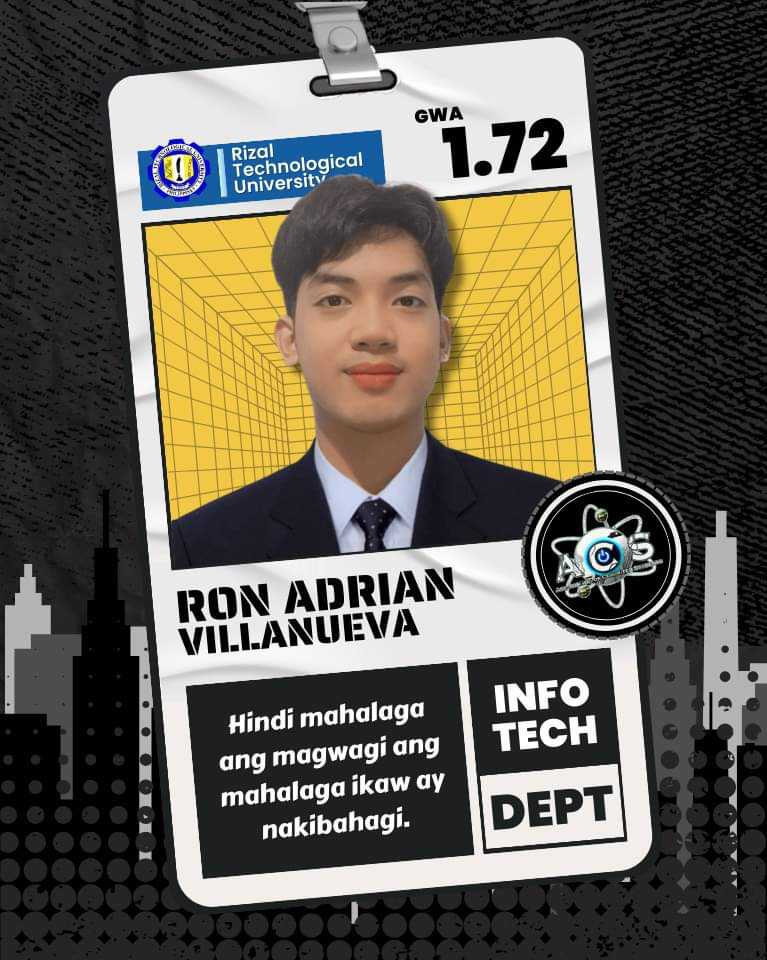 GWA
1.72
Rizal
Technological
University
RON ADRIAN
VILLANUEVA
ACS
Hindi mahalaga
ang magwagi ang
mahalaga ikaw ay
nakibahagi.
INFO
TECH
DEPT